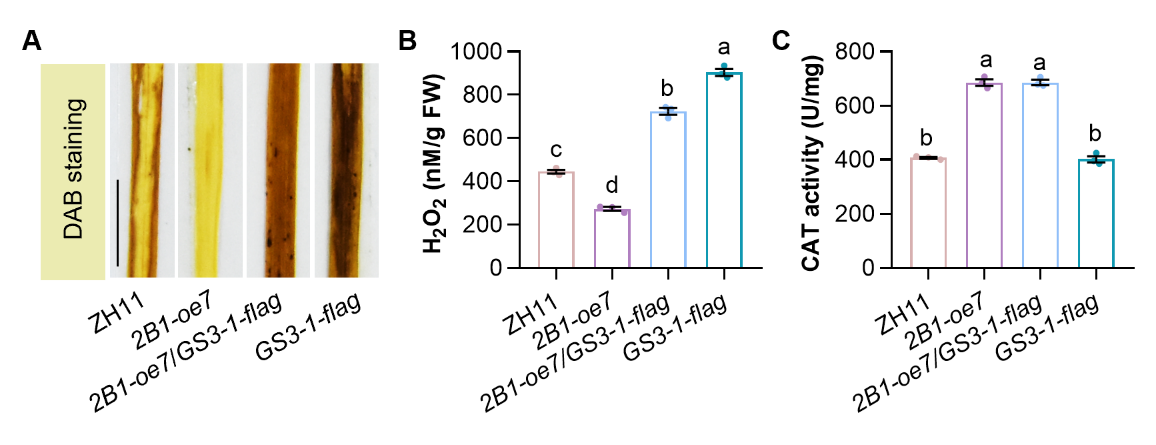 A
DAB staining
ZH11
2B1-oe7
2B1-oe7/GS3-1-flag
GS3-1-flag
B
H2O2 (nM/g FW)
1000
800
600
400
200
0
c
d
b
a
ZH11
2B1-oe7
2B1-oe7/GS3-1-flag
GS3-1-flag
C
CAT activity (U/mg)
800
600
400
200
0
b
a
a
b
ZH11
2B1-oe7
2B1-oe7/GS3-1-flag
GS3-1-flag